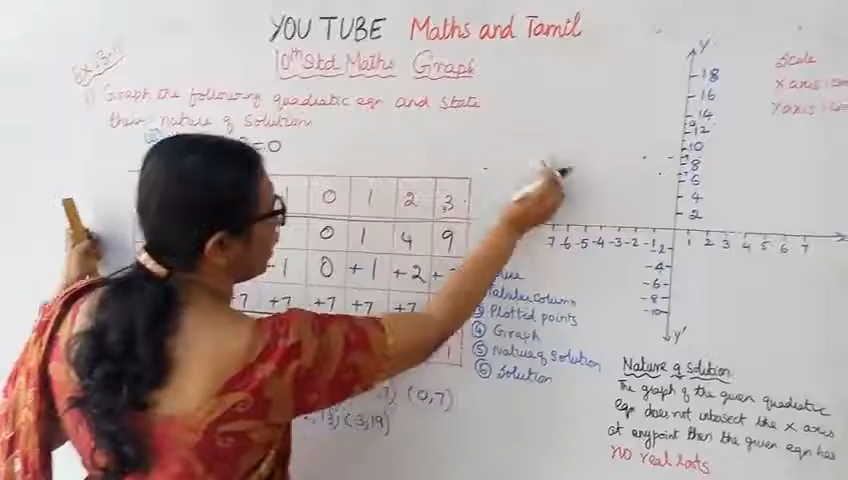 YOU TUBE Maths and Tamil
10th Std Maths Graph
1) Graph the following quadratic eqn and state
their nature of solution
=0
0 1 2 3
0 1 4 9
-1 0 +1 +2
+7 +7 +7 +7
(0,7)
(3,19)
Tabular column
③ Plotted points
④ Graph
⑤ Nature of solution
⑥ Solution
Scale
X axis 1cm
Y axis 1cm
Y
18
16
14
12
10
8
6
4
2
7 -6 -5 -4 -3 -2 -1 1 2 3 4 5 6 7 X
-2
-4
-6
-8
-10
Y'
Nature of solution
The graph of the given quadiatic
eqn does not intersect the X axis
at any point then the given eqn has
no real roots